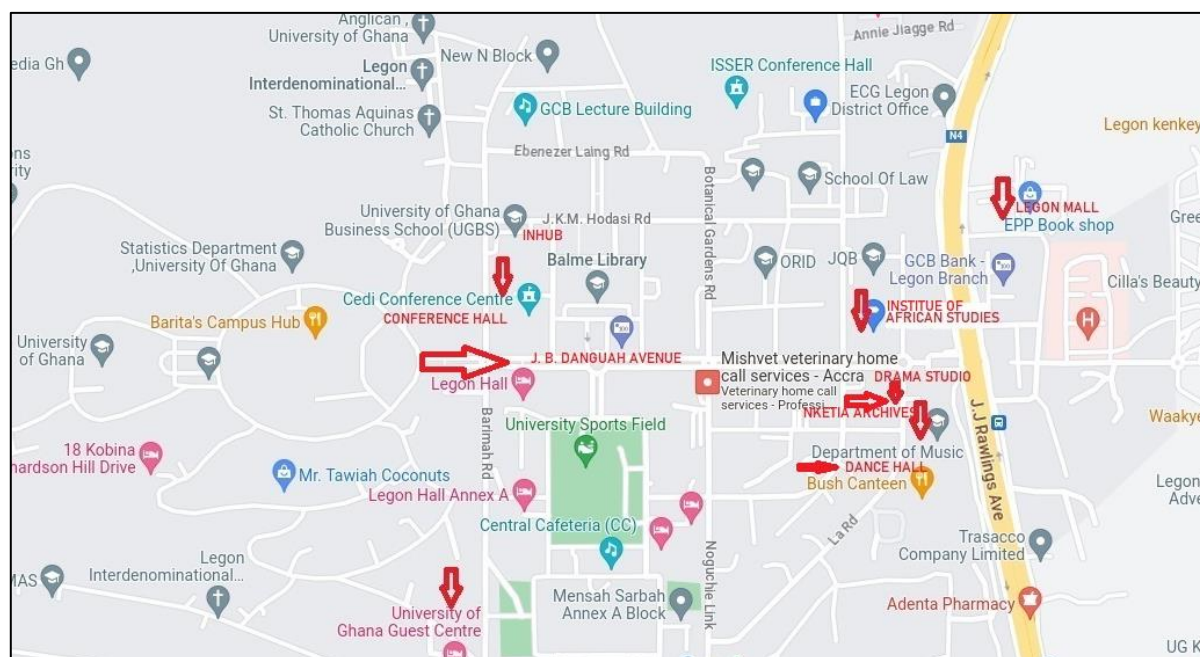 Anglican ,
University of Ghana
Annie Jiagge Rd
edia Gh
New N Block
Legon
Interdenominational...
ISSER Conference Hall
GCB Lecture Building
ECG Legon
District Office
St. Thomas Aquinas
Catholic Church
Legon kenkey
N4
ons
rity
Ebenezer Laing Rd
School Of Law
Botanical Gardens Rd
University of Ghana
Business School (UGBS)
J.K.M. Hodasi Rd
INHUB
LEGON MALL
EPP Book shop
Gree
Statistics Department
,University Of Ghana
Balme Library
ORID
JQB
GCB Bank -
Legon Branch
Cilla's Beauty
Cedi Conference Centre
CONFERENCE HALL
INSTITUE OF
AFRICAN STUDIES
Barita's Campus Hub
H
University
of Ghana
J. B. DANGUAH AVENUE
Mishvet veterinary home
call services - Accra
Veterinary home call
services - Professi...
Legon Hall
DRAMA STUDIO
NKETIA ARCHIVES
Barimah Rd
J.J Rawlings Ave
Waakye
University Sports Field
Department of Music
18 Kobina
hardson Hill Drive
Mr. Tawiah Coconuts
DANCE HALL
Bush Canteen
Legon Hall Annex A
Legon
Adve
Central Cafeteria (CC)
La Rd
Trasacco
Company Limited
Noguchie Link
Legon
Interdenominational...
MAS
University of
Ghana Guest Centre
Mensah Sarbah
Annex A Block
Adenta Pharmacy
UG K